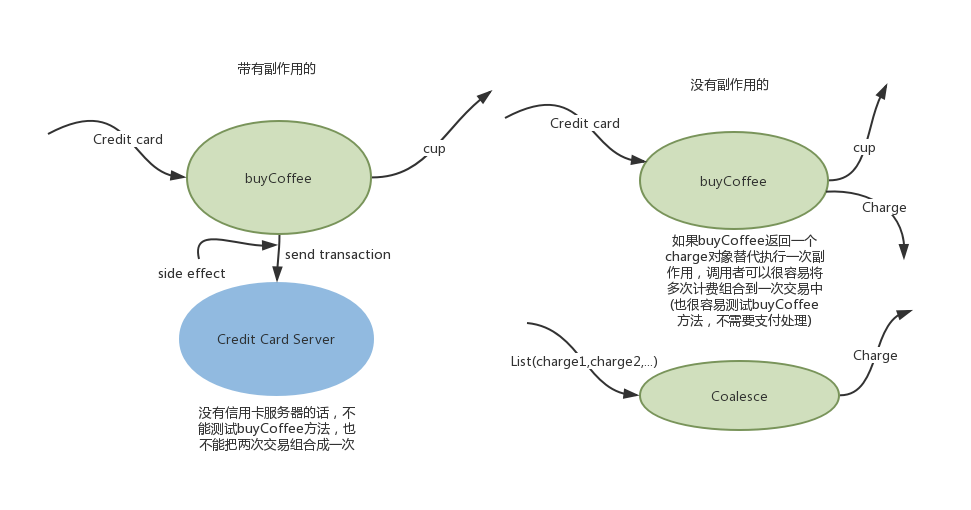 带有副作用的
Credit card
buyCoffee
cup
side effect
send transaction
Credit Card Server
没有信用卡服务器的话，不
能测试buyCoffee方法，也
不能把两次交易组合成一次
没有副作用的
Credit card
buyCoffee
cup
Charge
如果buyCoffee返回一个
charge对象替代执行一次副
作用，调用者可以很容易将
多次计费组合到一次交易中
(也很容易测试buyCoffee
方法，不需要支付处理)
List(charge1,charge2,...)
Coalesce
Charge